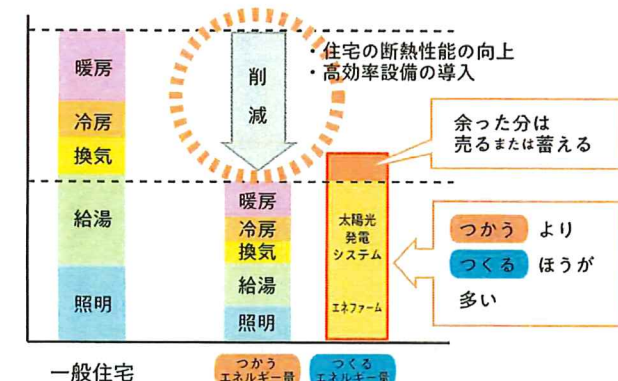 暖房
冷房
換気
給湯
照明
一般住宅
削
減
・住宅の断熱性能の向上
・高効率設備の導入
暖房
冷房
換気
給湯
照明
つかう
エネルギー量
太陽光
発電
システム
エネファーム
つくる
エネルギー量
余った分は
売るまたは蓄える
つかう より
つくる ほうが
多い